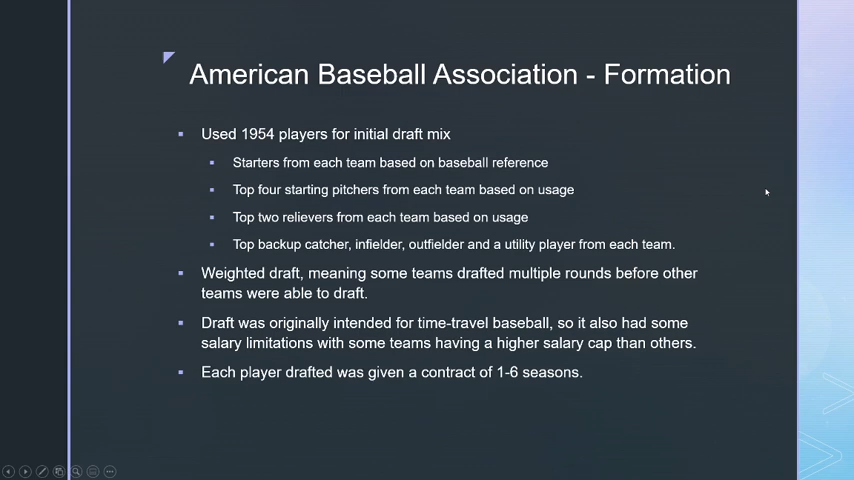 American Baseball Association - Formation
Used 1954 players for initial draft mix
Starters from each team based on baseball reference
Top four starting pitchers from each team based on usage
Top two relievers from each team based on usage
Top backup catcher, infielder, outfielder and a utility player from each team.
Weighted draft, meaning some teams drafted multiple rounds before other
teams were able to draft.
Draft was originally intended for time-travel baseball, so it also had some
salary limitations with some teams having a higher salary cap than others.
Each player drafted was given a contract of 1-6 seasons.